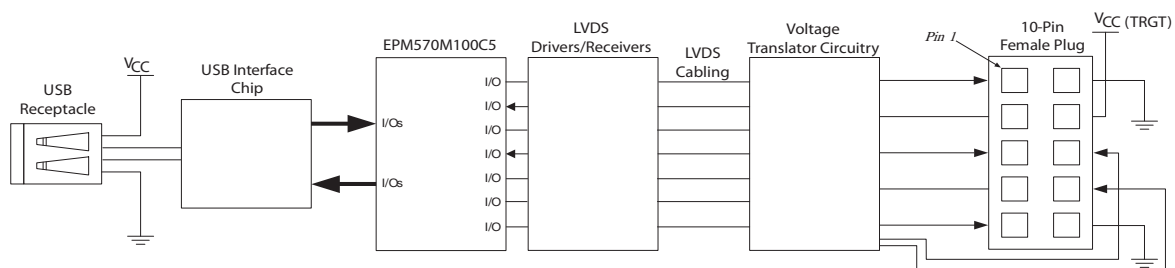 USB
Receptacle
VCC
USB Interface
Chip
EPM570M100C5
I/Os
I/Os
I/O
I/O
I/O
I/O
I/O
I/O
I/O
LVDS
Drivers/Receivers
LVDS
Cabling
Voltage
Translator Circuitry
Pin 1
10-Pin
Female Plug
VCC (TRGT)